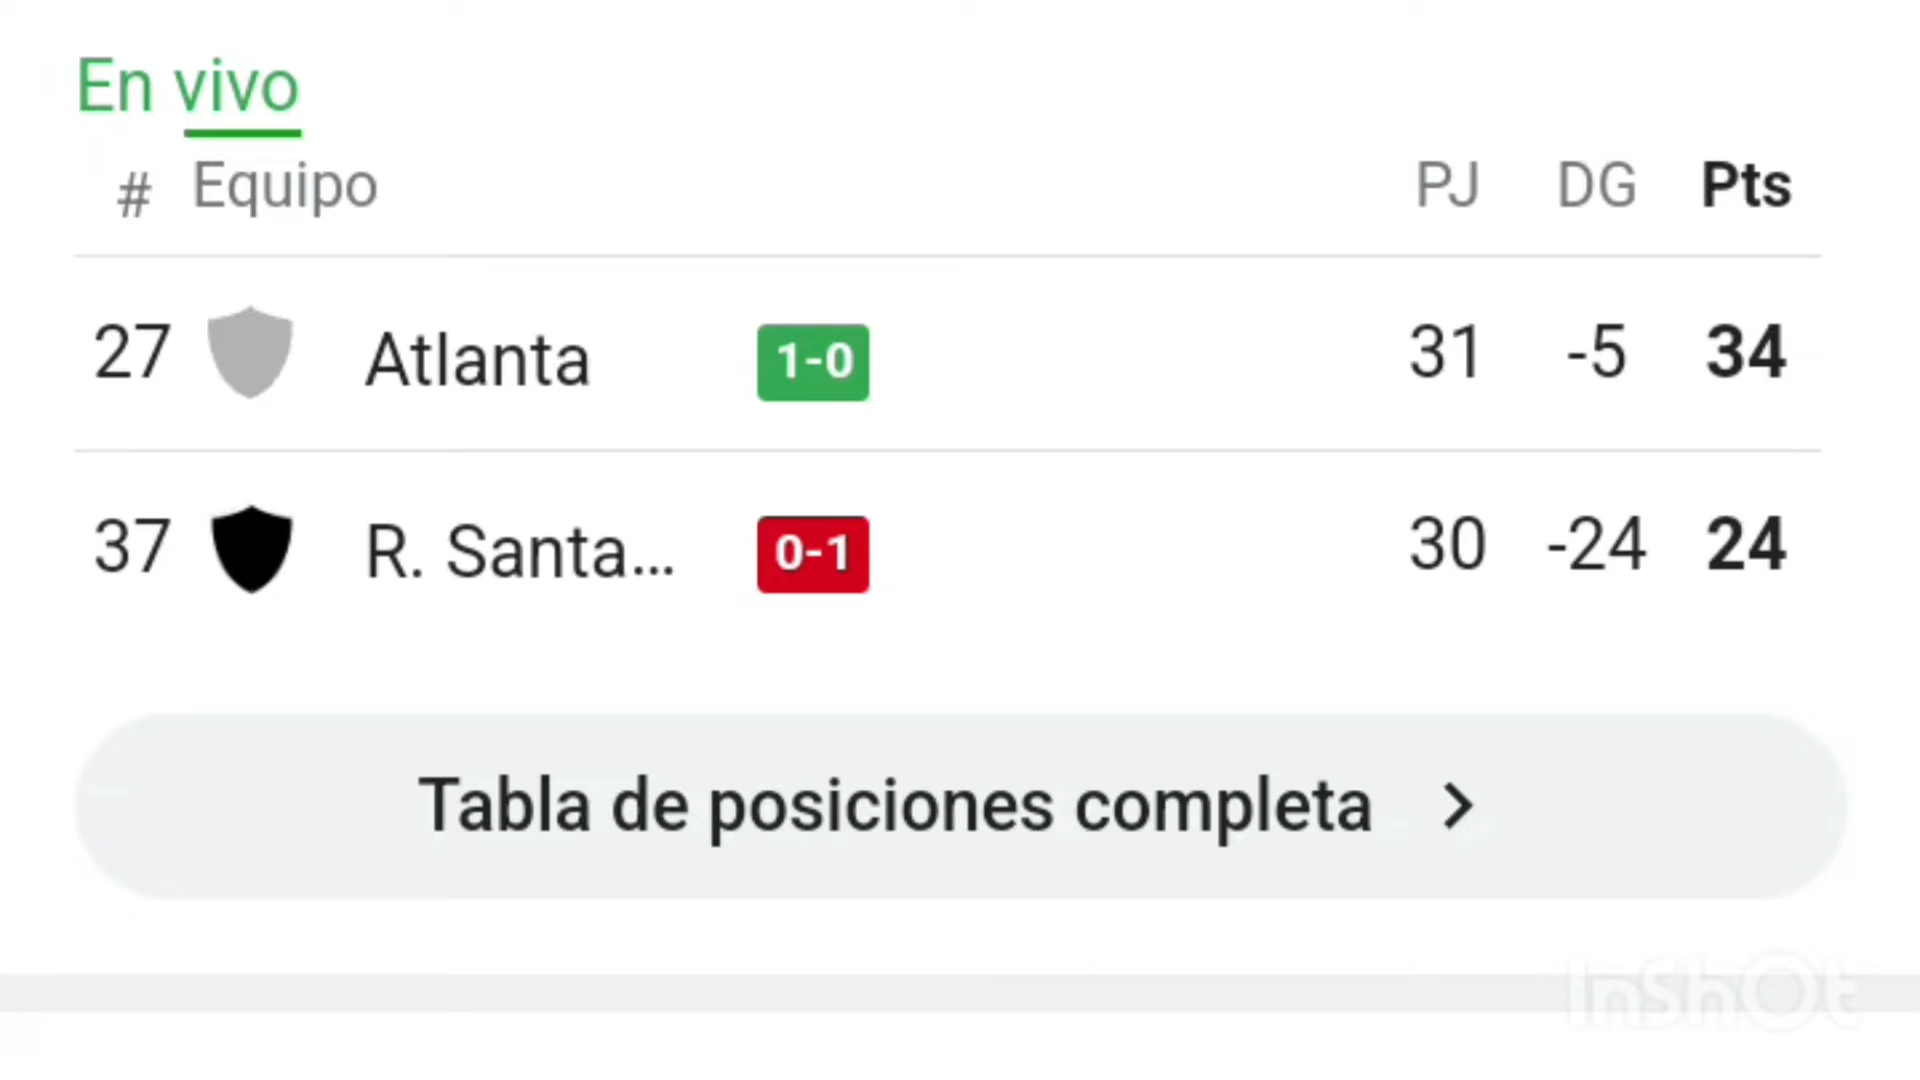 En vivo
# Equipo PJ DG Pts
27 Atlanta 1-0 31 -5 34
37 R. Santa... 0-1 30 -24 24
Tabla de posiciones completa
InShOt